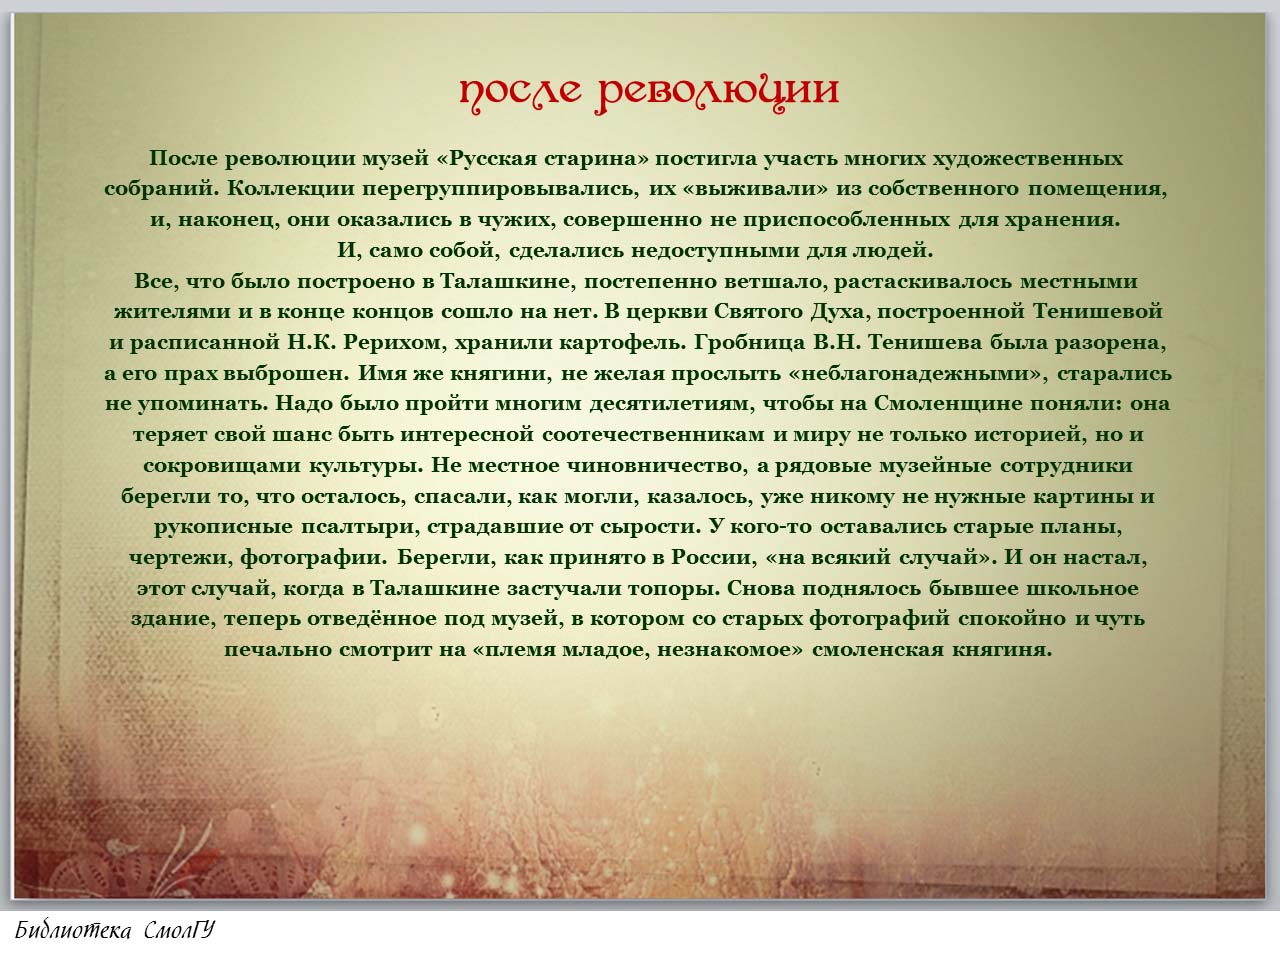 после революции
После революции музей «Русская старина» постигла участь многих художественных
собраний. Коллекции перегруппировывались, их «выживали» из собственного помещения,
и, наконец, они оказались в чужих, совершенно не приспособленных для хранения.
И, само собой, сделались недоступными для людей.
Все, что было построено в Талашкине, постепенно ветшало, растаскивалось местными
жителями и в конце концов сошло на нет. В церкви Святого Духа, построенной Тенишевой
и расписанной Н.К. Рерихом, хранили картофель. Гробница В.Н. Тенишева была разорена,
а его прах выброшен. Имя же княгини, не желая прослыть «неблагонадежными», старались
не упоминать. Надо было пройти многим десятилетиям, чтобы на Смоленщине поняли: она
теряет свой шанс быть интересной соотечественникам и миру не только историей, но и
сокровищами культуры. Не местное чиновничество, а рядовые музейные сотрудники
берегли то, что осталось, спасали, как могли, казалось, уже никому не нужные картины и
рукописные псалтыри, страдавшие от сырости. У кого-то оставались старые планы,
чертежи, фотографии. Берегли, как принято в России, «на всякий случай». И он настал,
этот случай, когда в Талашкине застучали топоры. Снова поднялось бывшее школьное
здание, теперь отведённое под музей, в котором со старых фотографий спокойно и чуть
печально смотрит на «племя младое, незнакомое» смоленская княгиня.
Библиотека СмолГУ